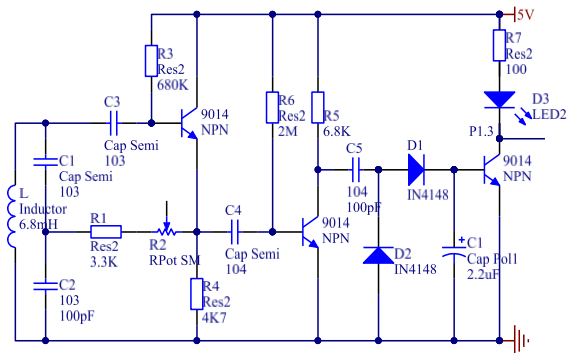 5V
R3
Res2
680K
R7
Res2
100
D3
LED2
P1.3
C3
Cap Semi
103
9014
NPN
R6
Res2
2M
R5
6.8K
C1
Cap Semi
103
C5
104
100pF
D1
IN4148
9014
NPN
L
Inductor
6.8mH
R1
Res2
3.3K
R2
RPot SM
C4
Cap Semi
104
9014
NPN
D2
IN4148
+
C1
Cap Pol1
2.2uF
C2
103
100pF
R4
Res2
4K7